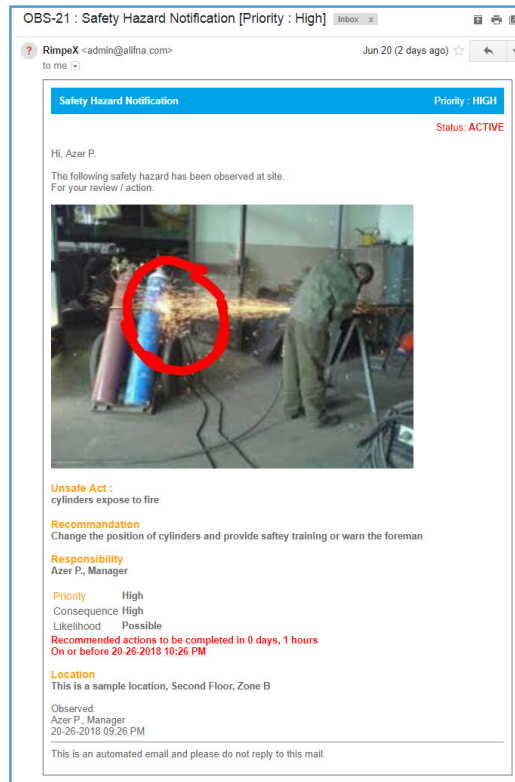 OBS-21 : Safety Hazard Notification [Priority : High] Inbox x
? RimpeX <admin@alifna.com> Jun 20 (2 days ago)
to me
Safety Hazard Notification Priority : HIGH
Status: ACTIVE
Hi, Azer P.
The following safety hazard has been observed at site.
For your review / action.
Unsafe Act :
cylinders expose to fire
Recommandation
Change the position of cylinders and provide saftey training or warn the foreman
Responsibility
Azer P., Manager
Priority High
Consequence High
Likelihood Possible
Recommended actions to be completed in 0 days, 1 hours
On or before 20-26-2018 10:26 PM
Location
This is a sample location, Second Floor, Zone B
Observed:
Azer P., Manager
20-26-2018 09:26 PM
This is an automated email and please do not reply to this mail.